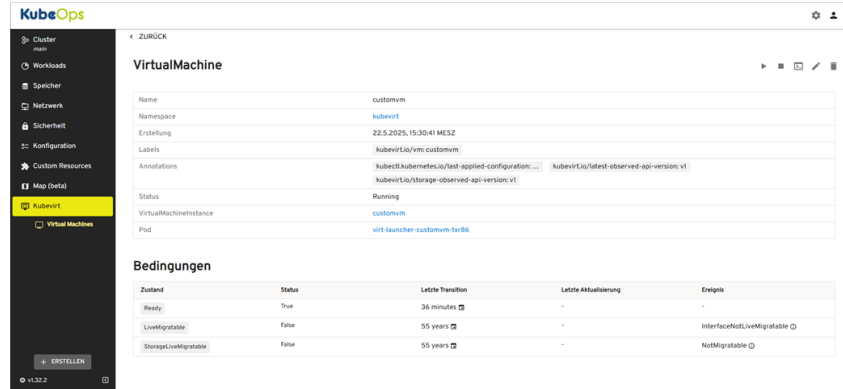 KubeOps
Cluster
main
Workloads
Speicher
Netzwerk
Sicherheit
Konfiguration
Custom Resources
Map (beta)
Kubevirt
Virtual Machines
+ ERSTELLEN
v1.32.2
< ZURÜCK
VirtualMachine
Name customvm
Namespace kubevirt
Erstellung 22.5.2025, 15:30:41 MESZ
Labels kubevirt.io/vm: customvm
Annotations kubectl.kubernetes.io/last-applied-configuration: ... kubevirt.io/latest-observed-api-version: v1
kubevirt.io/storage-observed-api-version: v1
Status Running
VirtualMachineInstance customvm
Pod virt-launcher-customvm-txr86
Bedingungen
Zustand Status Letzte Transition Letzte Aktualisierung Ereignis
Ready True 36 minutes - -
LiveMigratable False 55 years - InterfaceNotLiveMigratable
StorageLiveMigratable False 55 years - NotMigratable